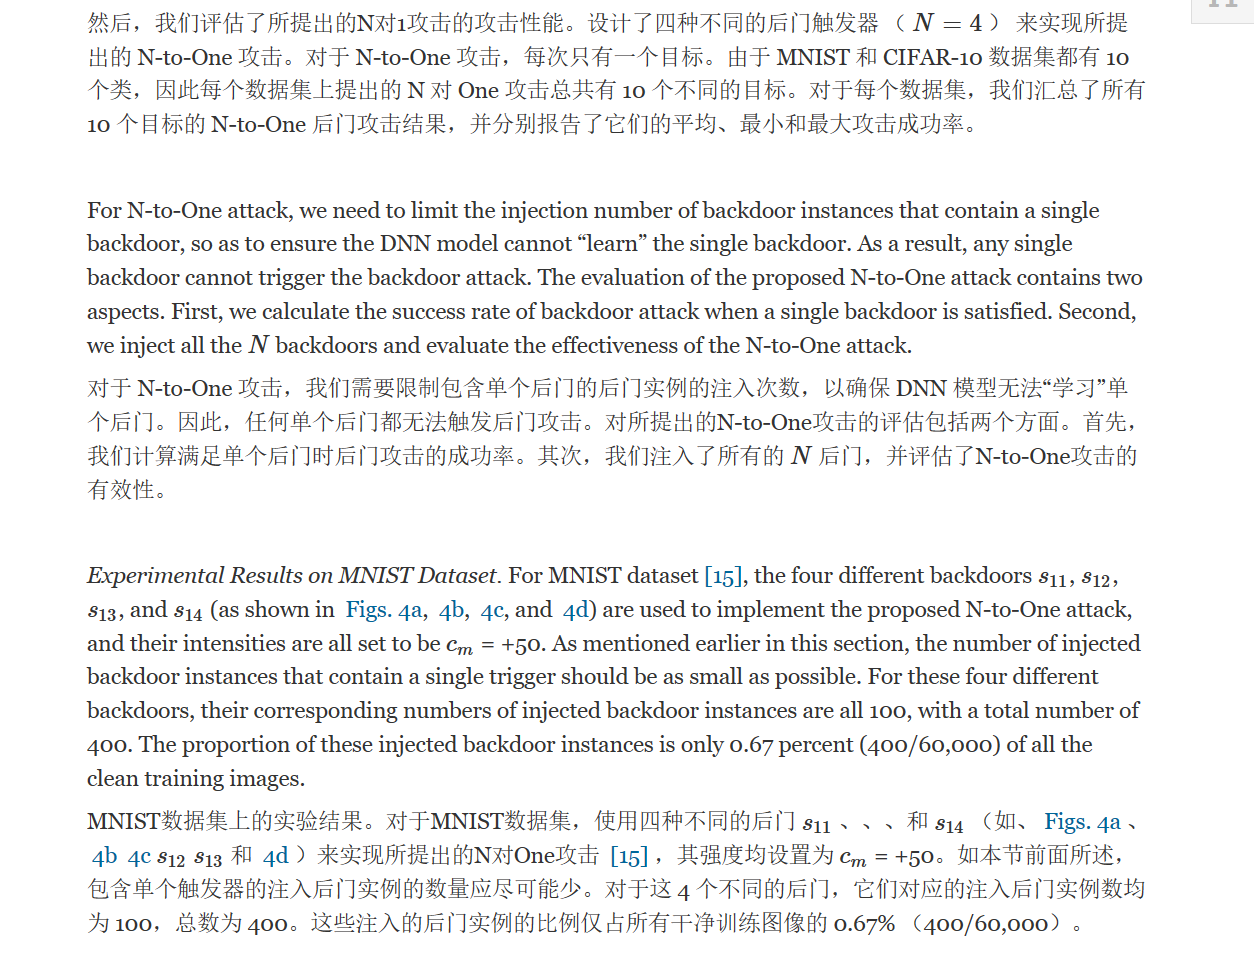 然后，我们评估了所提出的N对1攻击的攻击性能。设计了四种不同的后门触发器 （ N = 4 ） 来实现所提
出的 N-to-One 攻击。对于 N-to-One 攻击，每次只有一个目标。由于 MNIST 和 CIFAR-10 数据集都有 10
个类，因此每个数据集上提出的 N 对 One 攻击总共有 10 个不同的目标。对于每个数据集，我们汇总了所有
10 个目标的 N-to-One 后门攻击结果，并分别报告了它们的平均、最小和最大攻击成功率。
For N-to-One attack, we need to limit the injection number of backdoor instances that contain a single
backdoor, so as to ensure the DNN model cannot “learn” the single backdoor. As a result, any single
backdoor cannot trigger the backdoor attack. The evaluation of the proposed N-to-One attack contains two
aspects. First, we calculate the success rate of backdoor attack when a single backdoor is satisfied. Second,
we inject all the N backdoors and evaluate the effectiveness of the N-to-One attack.
对于 N-to-One 攻击，我们需要限制包含单个后门的后门实例的注入次数，以确保 DNN 模型无法“学习”单
个后门。因此，任何单个后门都无法触发后门攻击。对所提出的N-to-One攻击的评估包括两个方面。首先，
我们计算满足单个后门时后门攻击的成功率。其次，我们注入了所有的 N 后门，并评估了N-to-One攻击的
有效性。
Experimental Results on MNIST Dataset. For MNIST dataset [15], the four different backdoors s11, s12,
s13, and s14 (as shown in Figs. 4a, 4b, 4c, and 4d) are used to implement the proposed N-to-One attack,
and their intensities are all set to be cm = +50. As mentioned earlier in this section, the number of injected
backdoor instances that contain a single trigger should be as small as possible. For these four different
backdoors, their corresponding numbers of injected backdoor instances are all 100, with a total number of
400. The proportion of these injected backdoor instances is only 0.67 percent (400/60,000) of all the
clean training images.
MNIST数据集上的实验结果。对于MNIST数据集，使用四种不同的后门 s11 、、、和 s14 （如、 Figs. 4a 、
4b 4c s12 s13 和 4d ）来实现所提出的N对One攻击 [15] ，其强度均设置为 cm = +50。如本节前面所述，
包含单个触发器的注入后门实例的数量应尽可能少。对于这 4 个不同的后门，它们对应的注入后门实例数均
为 100，总数为 400。这些注入的后门实例的比例仅占所有干净训练图像的 0.67% （400/60,000）。